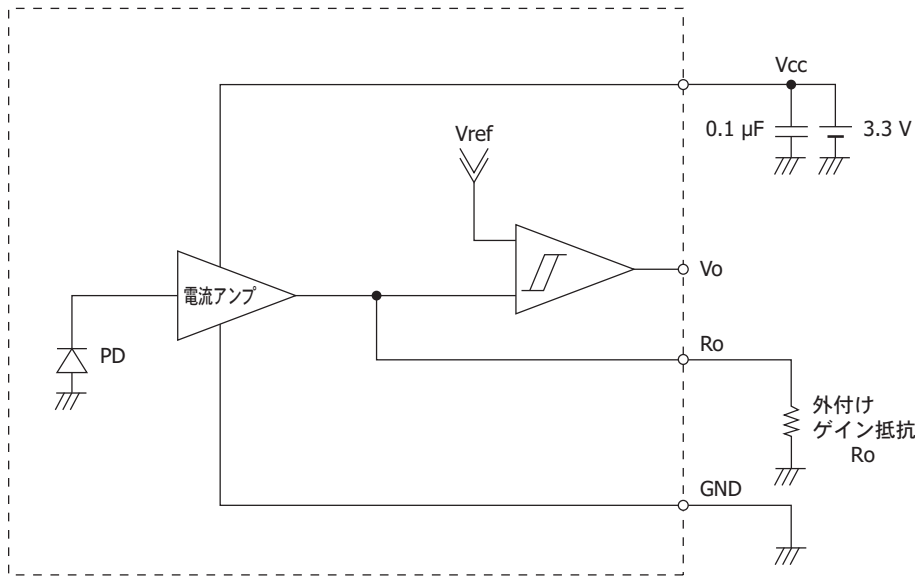 Vcc
0.1 µF
3.3 V
Vref
電流アンプ
Vo
PD
Ro
外付け
ゲイン抵抗
Ro
GND